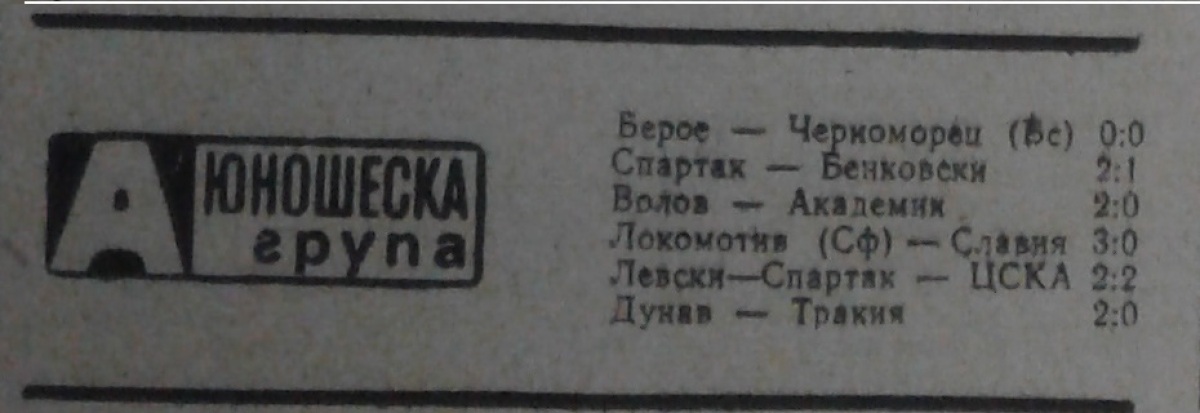 А ЮНОШЕСКА
група
Берое — Черноморец (Бс) 0:0
Спартак — Бенковски 2:1
Волов — Академик 2:0
Локомотив (Сф) — Славия 3:0
Левски—Спартак — ЦСКА 2:2
Дунав — Тракия 2:0